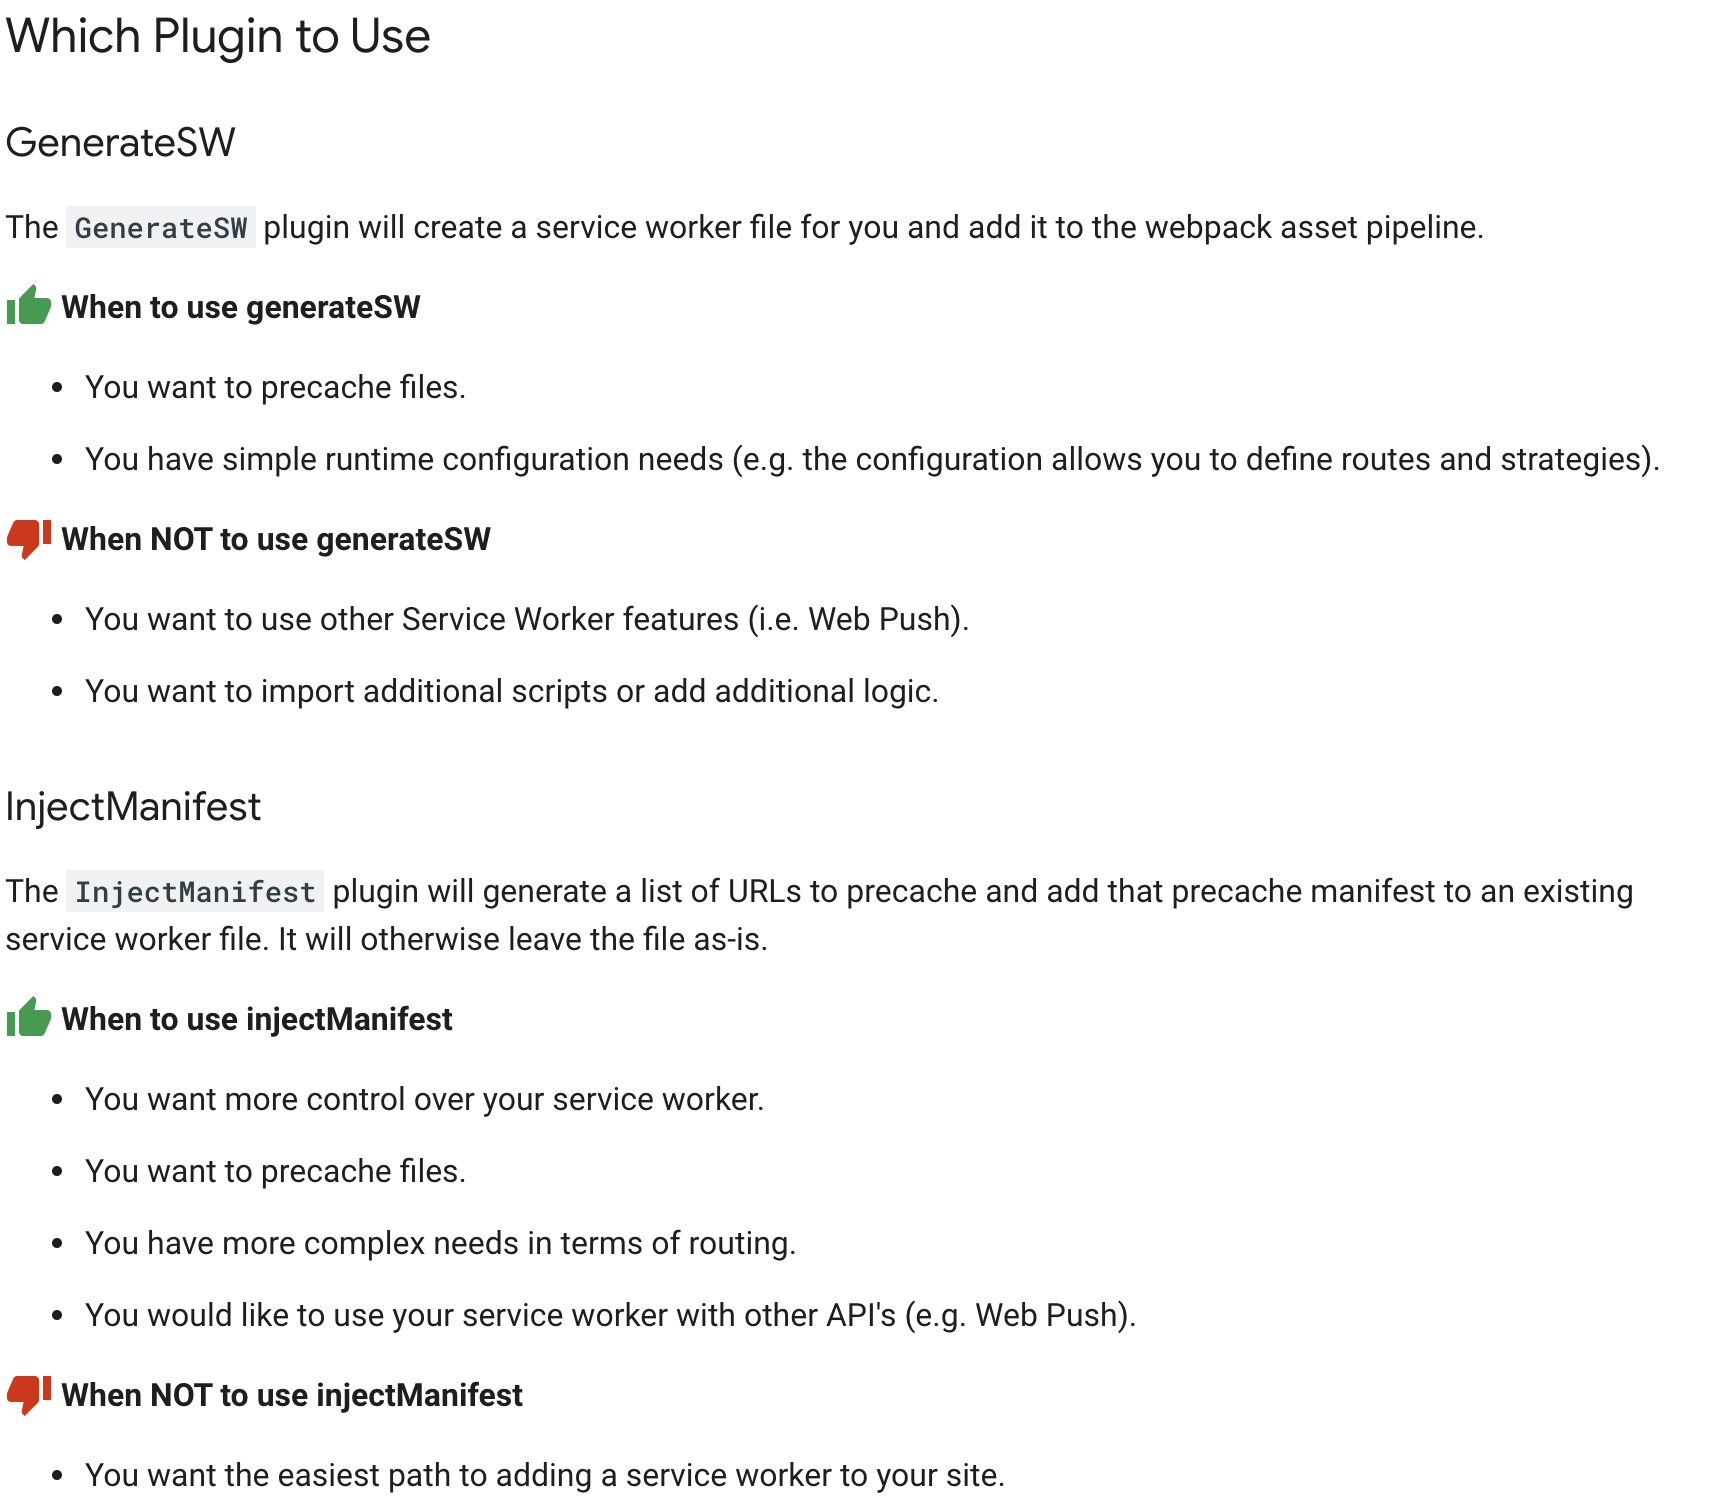 Which Plugin to Use
GenerateSW
The GenerateSW plugin will create a service worker file for you and add it to the webpack asset pipeline.
When to use generateSW
• You want to precache files.
• You have simple runtime configuration needs (e.g. the configuration allows you to define routes and strategies).
When NOT to use generateSW
• You want to use other Service Worker features (i.e. Web Push).
• You want to import additional scripts or add additional logic.
InjectManifest
The InjectManifest plugin will generate a list of URLs to precache and add that precache manifest to an existing
service worker file. It will otherwise leave the file as-is.
When to use injectManifest
• You want more control over your service worker.
• You want to precache files.
• You have more complex needs in terms of routing.
• You would like to use your service worker with other API's (e.g. Web Push).
When NOT to use injectManifest
• You want the easiest path to adding a service worker to your site.